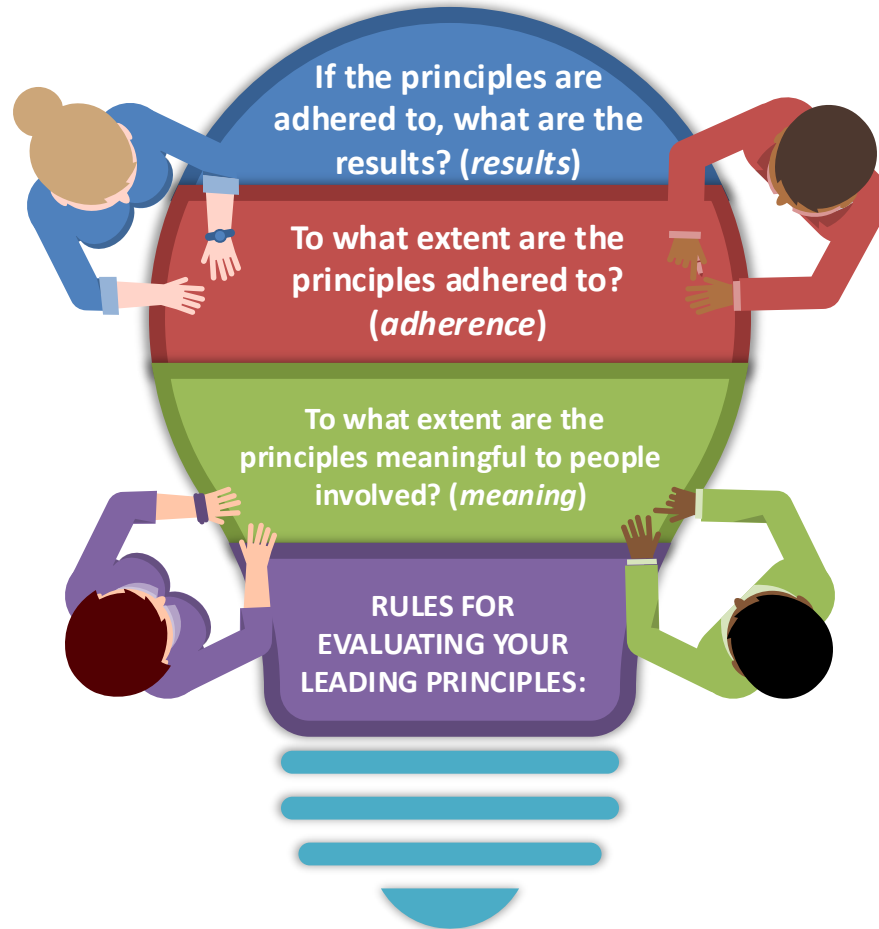 If the principles are
adhered to, what are the
results? (results)
To what extent are the
principles adhered to?
(adherence)
To what extent are the
principles meaningful to people
involved? (meaning)
RULES FOR
EVALUATING YOUR
LEADING PRINCIPLES: